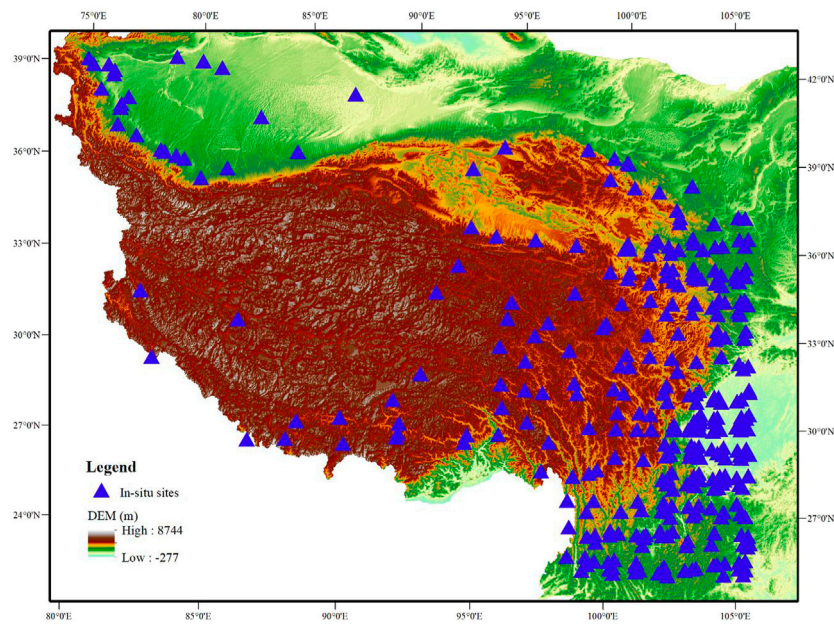 75°0'E 80°0'E 85°0'E 90°0'E 95°0'E 100°0'E 105°0'E
39°0'N 42°0'N
36°0'N 39°0'N
33°0'N 36°0'N
30°0'N 33°0'N
27°0'N 30°0'N
24°0'N 27°0'N
Legend
In-situ sites
DEM (m)
High : 8744
Low : -277
80°0'E 85°0'E 90°0'E 95°0'E 100°0'E 105°0'E